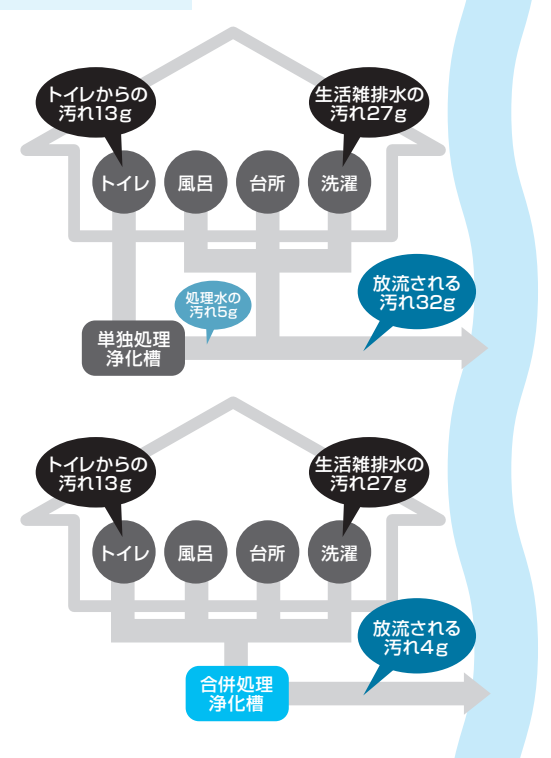 トイレからの
汚れ13g
生活雑排水の
汚れ27g
トイレ
風呂
台所
洗濯
処理水の
汚れ5g
放流される
汚れ32g
単独処理
浄化槽
トイレからの
汚れ13g
生活雑排水の
汚れ27g
トイレ
風呂
台所
洗濯
放流される
汚れ4g
合併処理
浄化槽